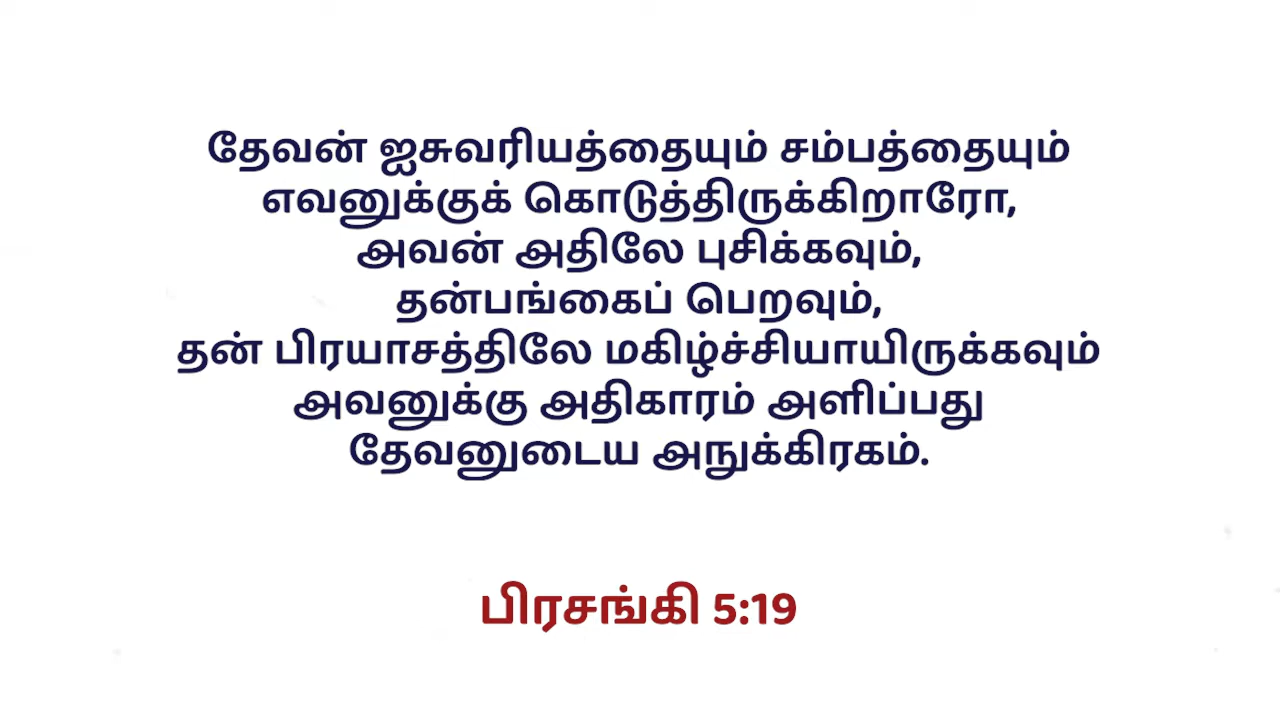 தேவன் ஐசுவரியத்தையும் சம்பத்தையும்
எவனுக்குக் கொடுத்திருக்கிறாரோ,
அவன் அதிலே புசிக்கவும்,
தன்பங்கைப் பெறவும்,
தன் பிரயாசத்திலே மகிழ்ச்சியாயிருக்கவும்
அவனுக்கு அதிகாரம் அளிப்பது
தேவனுடைய அநுக்கிரகம்.
பிரசங்கி 5:19